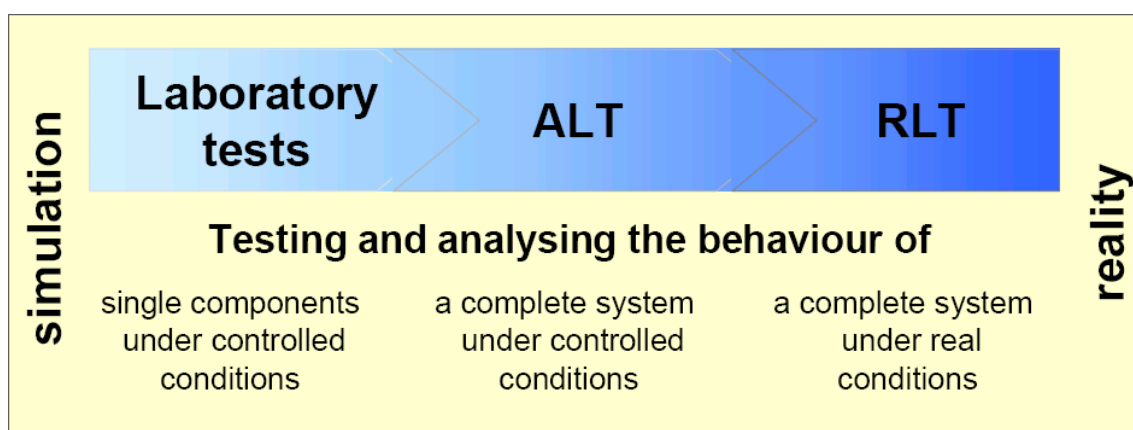 simulation
Laboratory
tests
ALT
RLT
reality
Testing and analysing the behaviour of
single components
under controlled
conditions
a complete system
under controlled
conditions
a complete system
under real
conditions